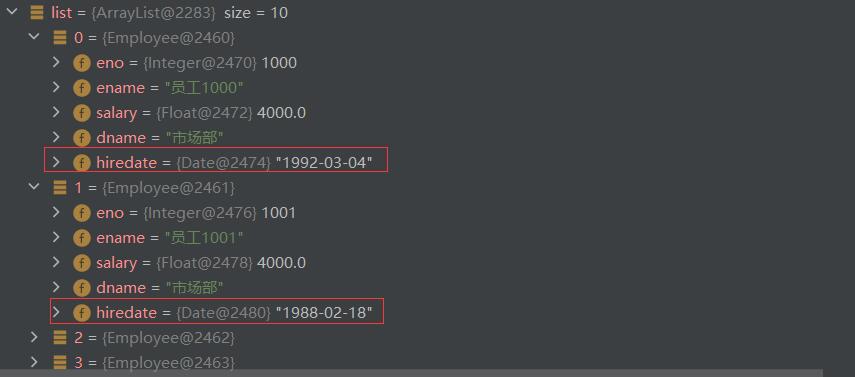 list = {ArrayList@2283} size = 10
0 = {Employee@2460}
f eno = {Integer@2470} 1000
f ename = "员工1000"
f salary = {Float@2472} 4000.0
f dname = "市场部"
f hiredate = {Date@2474} "1992-03-04"
1 = {Employee@2461}
f eno = {Integer@2476} 1001
f ename = "员工1001"
f salary = {Float@2478} 4000.0
f dname = "市场部"
f hiredate = {Date@2480} "1988-02-18"
2 = {Employee@2462}
3 = {Employee@2463}